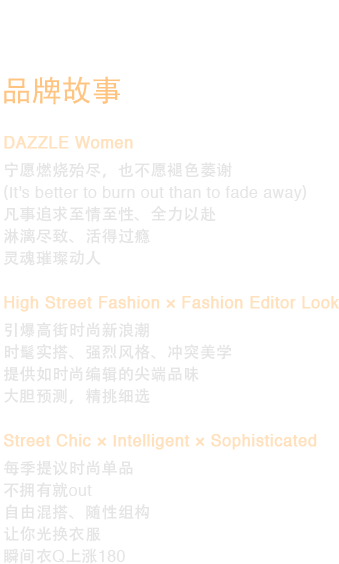 品牌故事
DAZZLE Women
宁愿燃烧殆尽，也不愿褪色萎谢
(It's better to burn out than to fade away)
凡事追求至情至性、全力以赴
淋漓尽致、活得过瘾
灵魂璀璨动人
High Street Fashion × Fashion Editor Look
引爆高街时尚新浪潮
时髦实搭、强烈风格、冲突美学
提供如时尚编辑的尖端品味
大胆预测，精挑细选
Street Chic × Intelligent × Sophisticated
每季提议时尚单品
不拥有就out
自由混搭、随性组构
让你光换衣服
瞬间衣Q上涨180